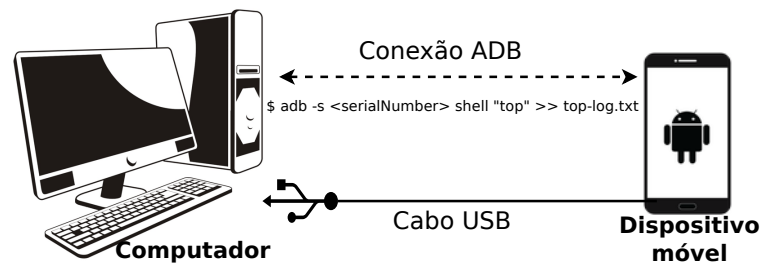 Conexão ADB
$ adb -s <serialNumber> shell "top" >> top-log.txt
Cabo USB
Computador
Dispositivo
móvel